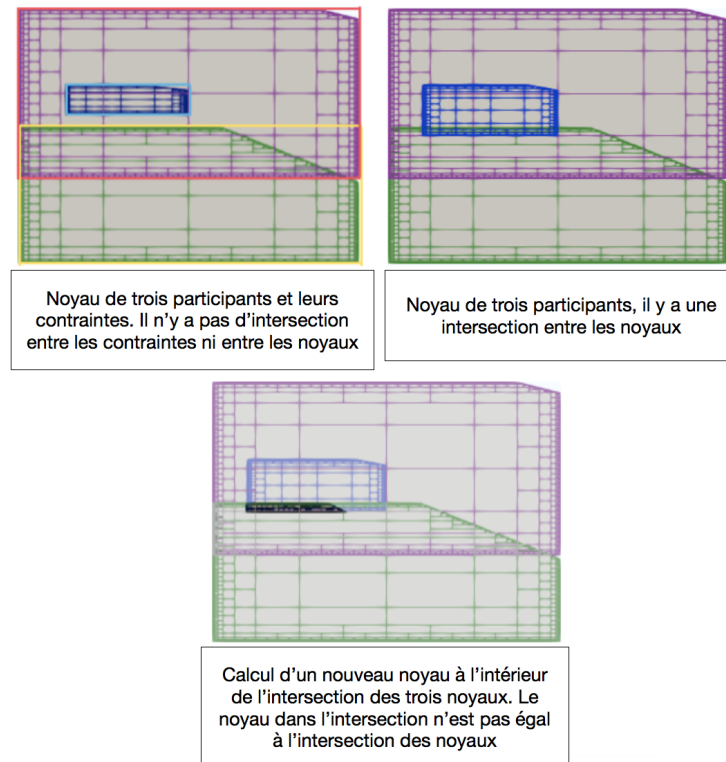 Noyau de trois participants et leurs
contraintes. Il n’y a pas d’intersection
entre les contraintes ni entre les noyaux
Noyau de trois participants, il y a une
intersection entre les noyaux
Calcul d’un nouveau noyau à l’intérieur
de l’intersection des trois noyaux. Le
noyau dans l’intersection n’est pas égal
à l’intersection des noyaux